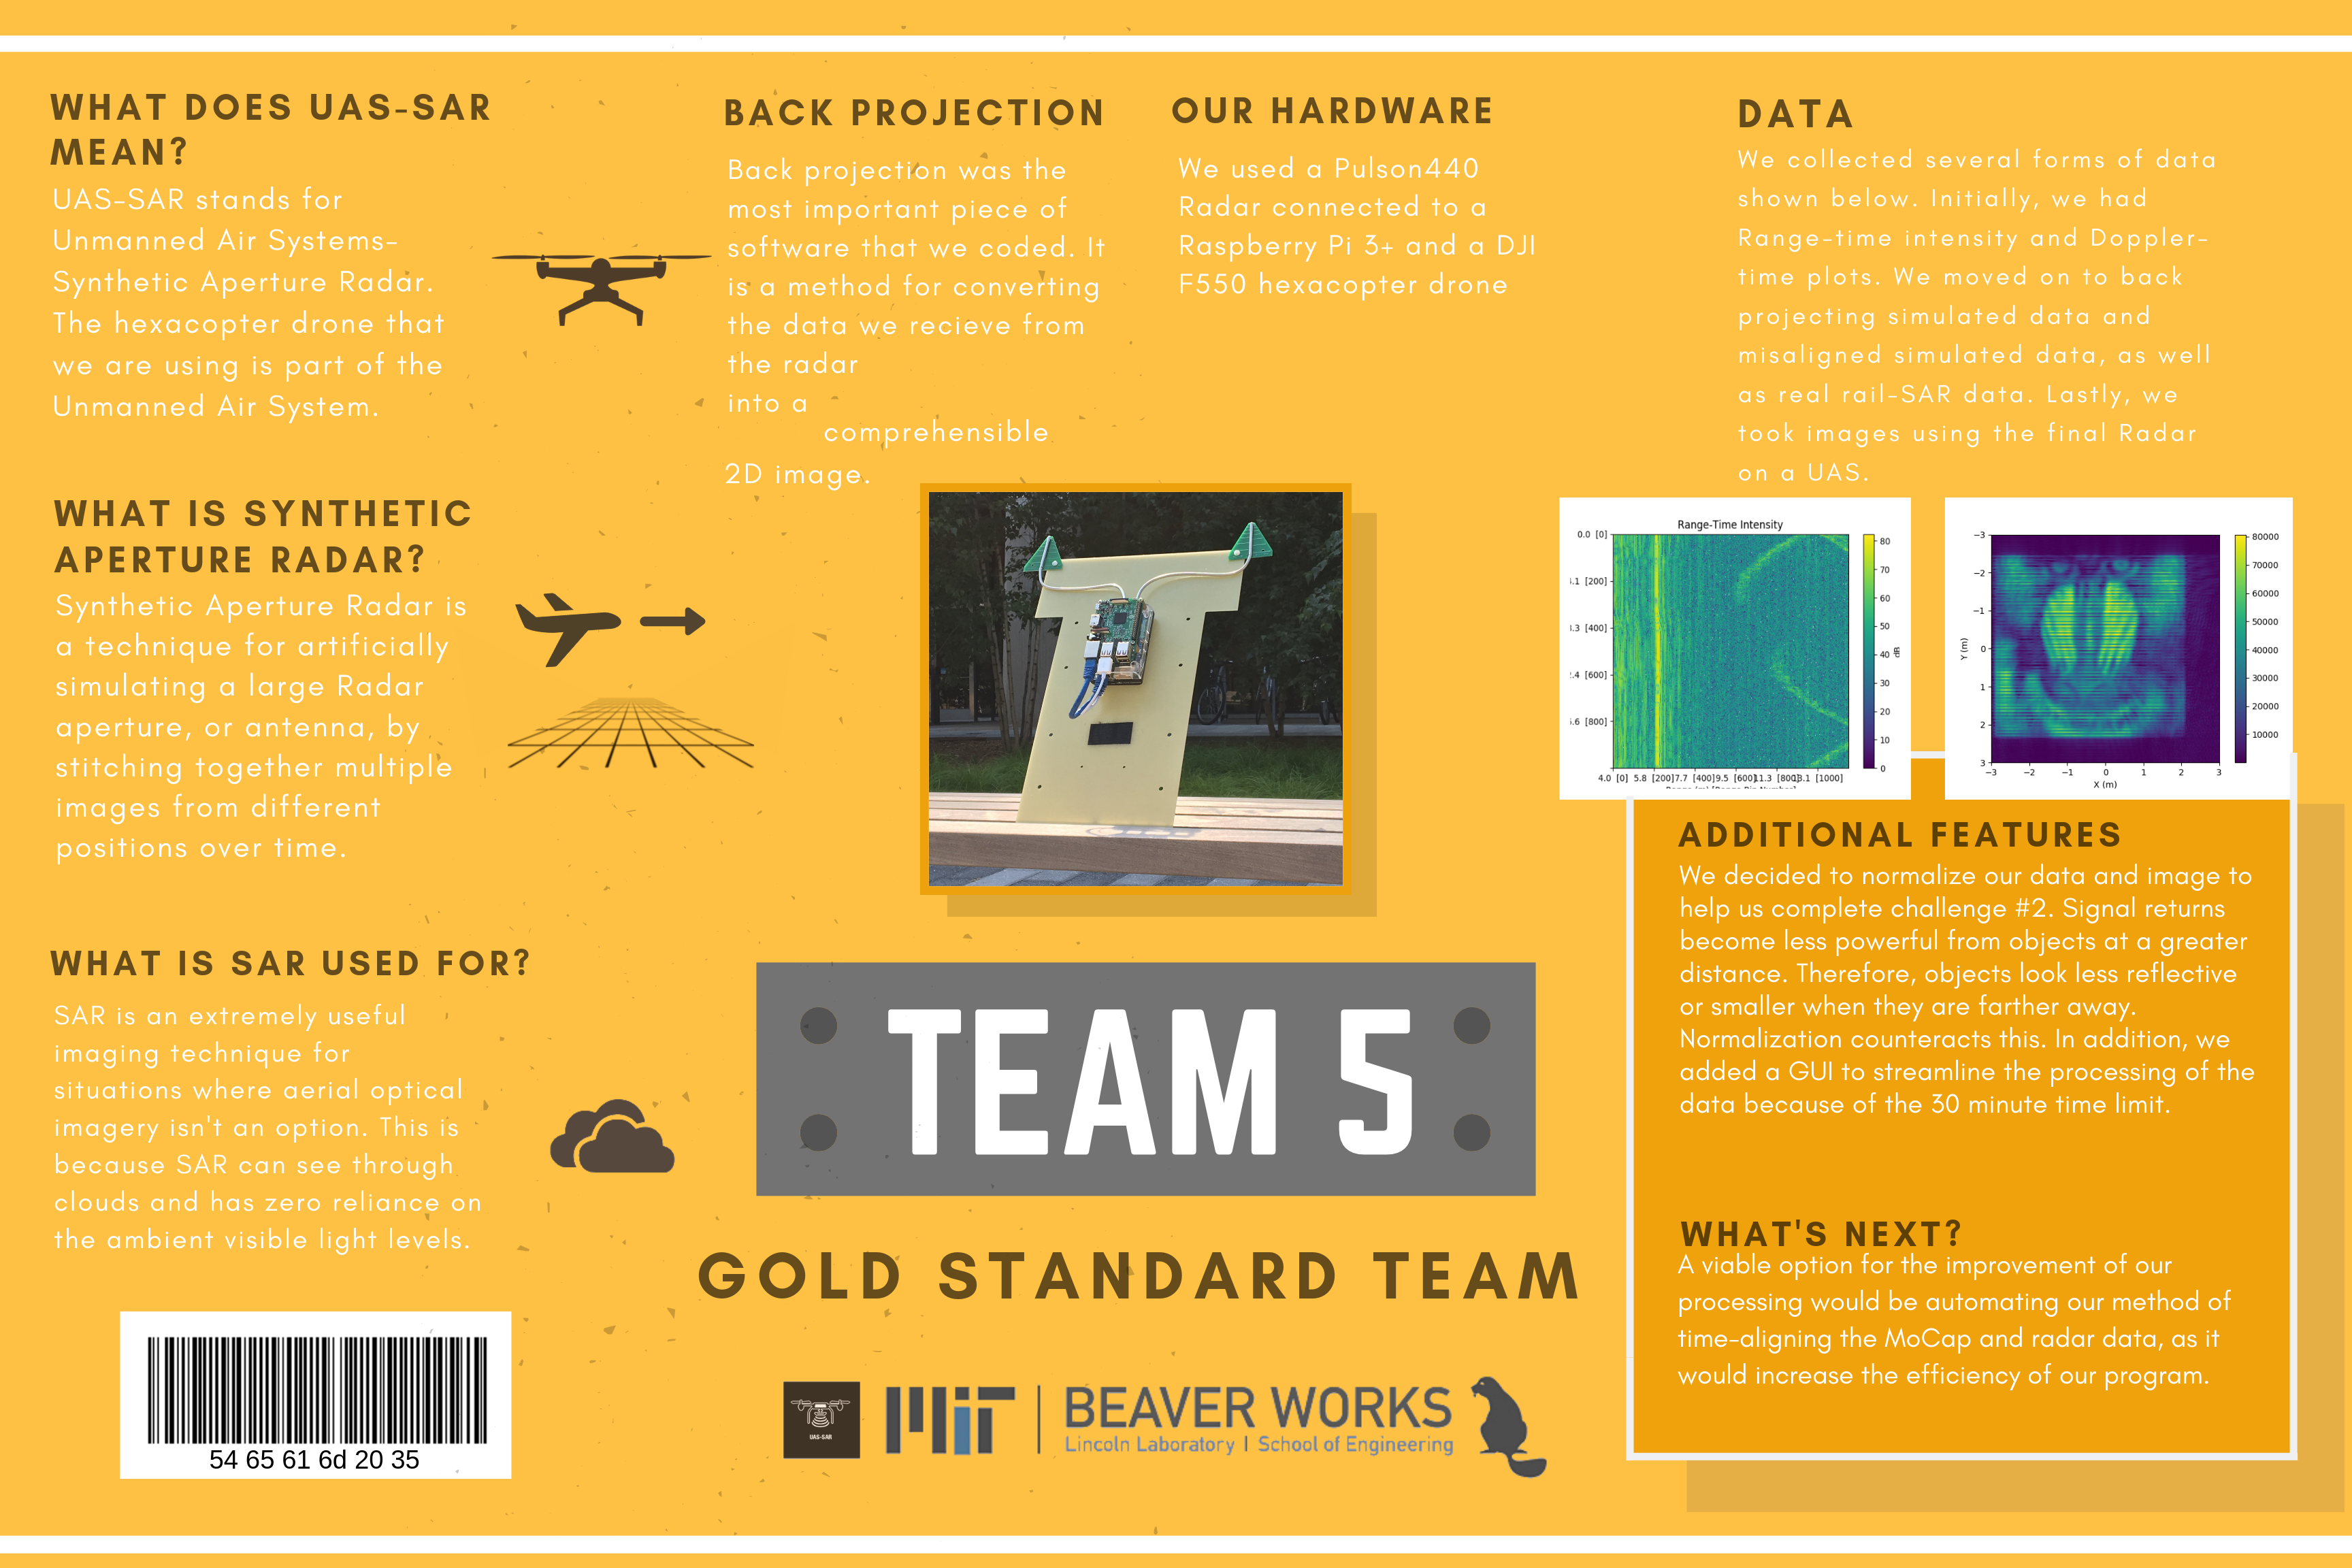 WHAT DOES UAS-SAR
MEAN?
UAS-SAR stands for
Unmanned Air Systems-
Synthetic Aperture Radar.
The hexacopter drone that
we are using is part of the
Unmanned Air System.
WHAT IS SYNTHETIC
APERTURE RADAR?
Synthetic Aperture Radar is
a technique for artificially
simulating a large Radar
aperture, or antenna, by
stitching together multiple
images from different
positions over time.
WHAT IS SAR USED FOR?
SAR is an extremely useful
imaging technique for
situations where aerial optical
imagery isn't an option. This is
because SAR can see through
clouds and has zero reliance on
the ambient visible light levels.
54 65 61 6d 20 35
BACK PROJECTION
Back projection was the
most important piece of
software that we coded. It
is a method for converting
the data we recieve from
the radar
into a
comprehensible
2D image.
OUR HARDWARE
We used a Pulson440
Radar connected to a
Raspberry Pi 3+ and a DJI
F550 hexacopter drone
TEAM 5
GOLD STANDARD TEAM
UAS-SAR
MIT
BEAVER WORKS
Lincoln Laboratory | School of Engineering
DATA
We collected several forms of data
shown below. Initially, we had
Range-time intensity and Doppler-
time plots. We moved on to back
projecting simulated data and
misaligned simulated data, as well
as real rail-SAR data. Lastly, we
took images using the final Radar
on a UAS.
Range-Time Intensity
0.0 [0]
.1 [200]
.3 [400]
.4 [600]
.6 [800]
4.0 [0] 5.8 [200] 7.7 [400] 9.5 [600] 11.3 [800] 13.1 [1000]
80
70
60
50
40
30
20
10
0
dB
-3
-2
-1
0
1
2
3
Y (m)
-3 -2 -1 0 1 2 3
X (m)
80000
70000
60000
50000
40000
30000
20000
10000
ADDITIONAL FEATURES
We decided to normalize our data and image to
help us complete challenge #2. Signal returns
become less powerful from objects at a greater
distance. Therefore, objects look less reflective
or smaller when they are farther away.
Normalization counteracts this. In addition, we
added a GUI to streamline the processing of the
data because of the 30 minute time limit.
WHAT'S NEXT?
A viable option for the improvement of our
processing would be automating our method of
time-aligning the MoCap and radar data, as it
would increase the efficiency of our program.